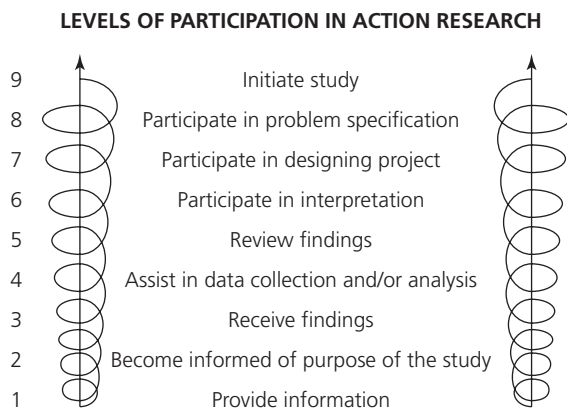 LEVELS OF PARTICIPATION IN ACTION RESEARCH
9 Initiate study
8 Participate in problem specification
7 Participate in designing project
6 Participate in interpretation
5 Review findings
4 Assist in data collection and/or analysis
3 Receive findings
2 Become informed of purpose of the study
1 Provide information